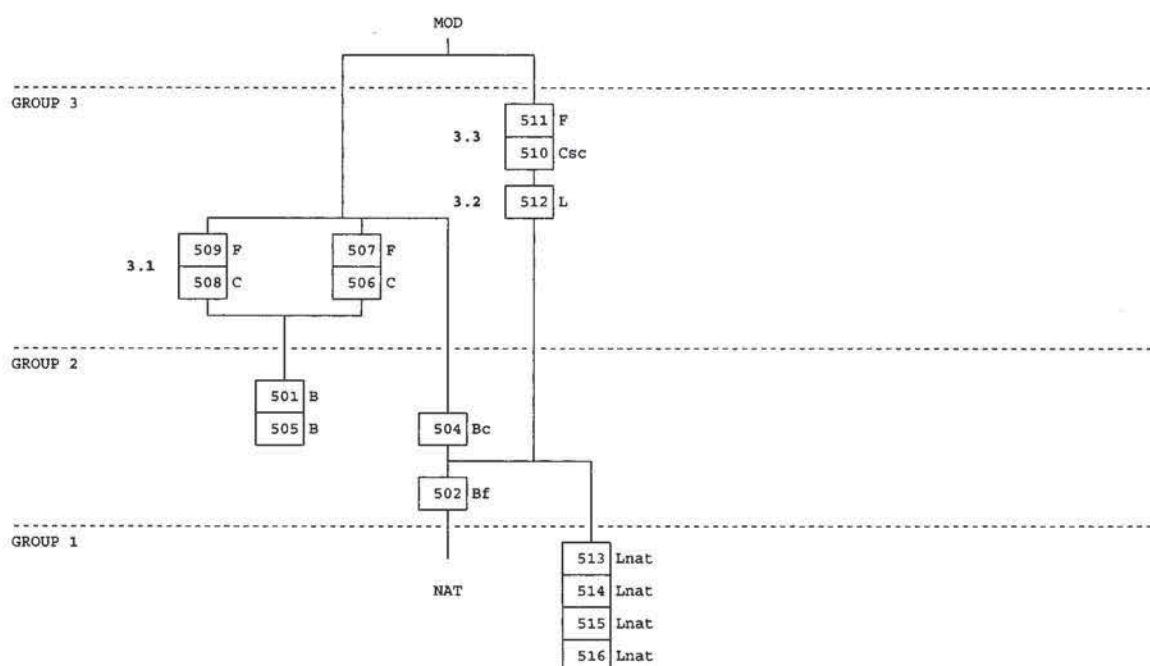 MOD
GROUP 3
511 F
3.3
510 Csc
3.2 512 L
509 F 507 F
3.1
508 C 506 C
GROUP 2
501 B
505 B 504 Bc
502 Bf
GROUP 1
513 Lnat
NAT 514 Lnat
515 Lnat
516 Lnat